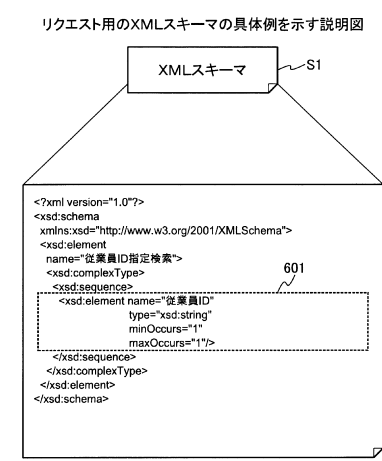 リクエスト用のXMLスキーマの具体例を示す説明図
XMLスキーマ
S1
<?xml version="1.0"?>
<xsd:schema
xmlns:xsd="http://www.w3.org/2001/XMLSchema">
<xsd:element
name="従業員ID指定検索">
<xsd:complexType>
<xsd:sequence>
601
<xsd:element name="従業員ID"
type="xsd:string"
minOccurs="1"
maxOccurs="1"/>
</xsd:sequence>
</xsd:complexType>
</xsd:element>
</xsd:schema>